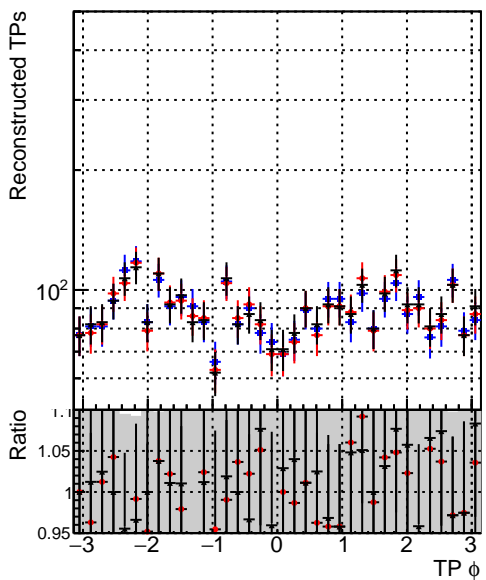 Reconstructed TPs
10²
Ratio
1.1
1.05
1
0.95
−3 −2 −1 0 1 2 3
TP ϕ